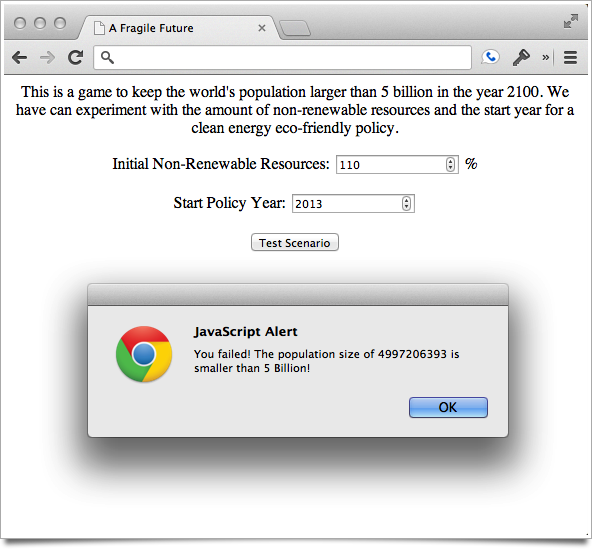 A Fragile Future
»
This is a game to keep the world's population larger than 5 billion in the year 2100. We
have can experiment with the amount of non-renewable resources and the start year for a
clean energy eco-friendly policy.
Initial Non-Renewable Resources: 110 %
Start Policy Year: 2013
Test Scenario
JavaScript Alert
You failed! The population size of 4997206393 is
smaller than 5 Billion!
OK